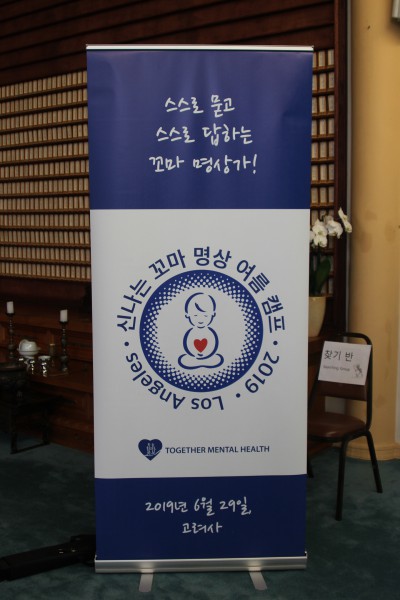 스스로 묻고
스스로 답하는
꼬마 명상가!
신나는 꼬마 명상 여름 캠프 • 2019 • Los Angeles •
TOGETHER MENTAL HEALTH
2019년 6월 29일,
고려사
찾기 반